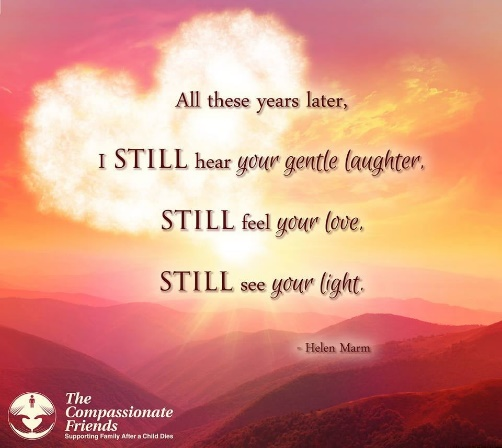 All these years later,
I STILL hear your gentle laughter.
STILL feel your love.
STILL see your light.
~ Helen Marm
The
Compassionate
Friends
Supporting Family After a Child Dies